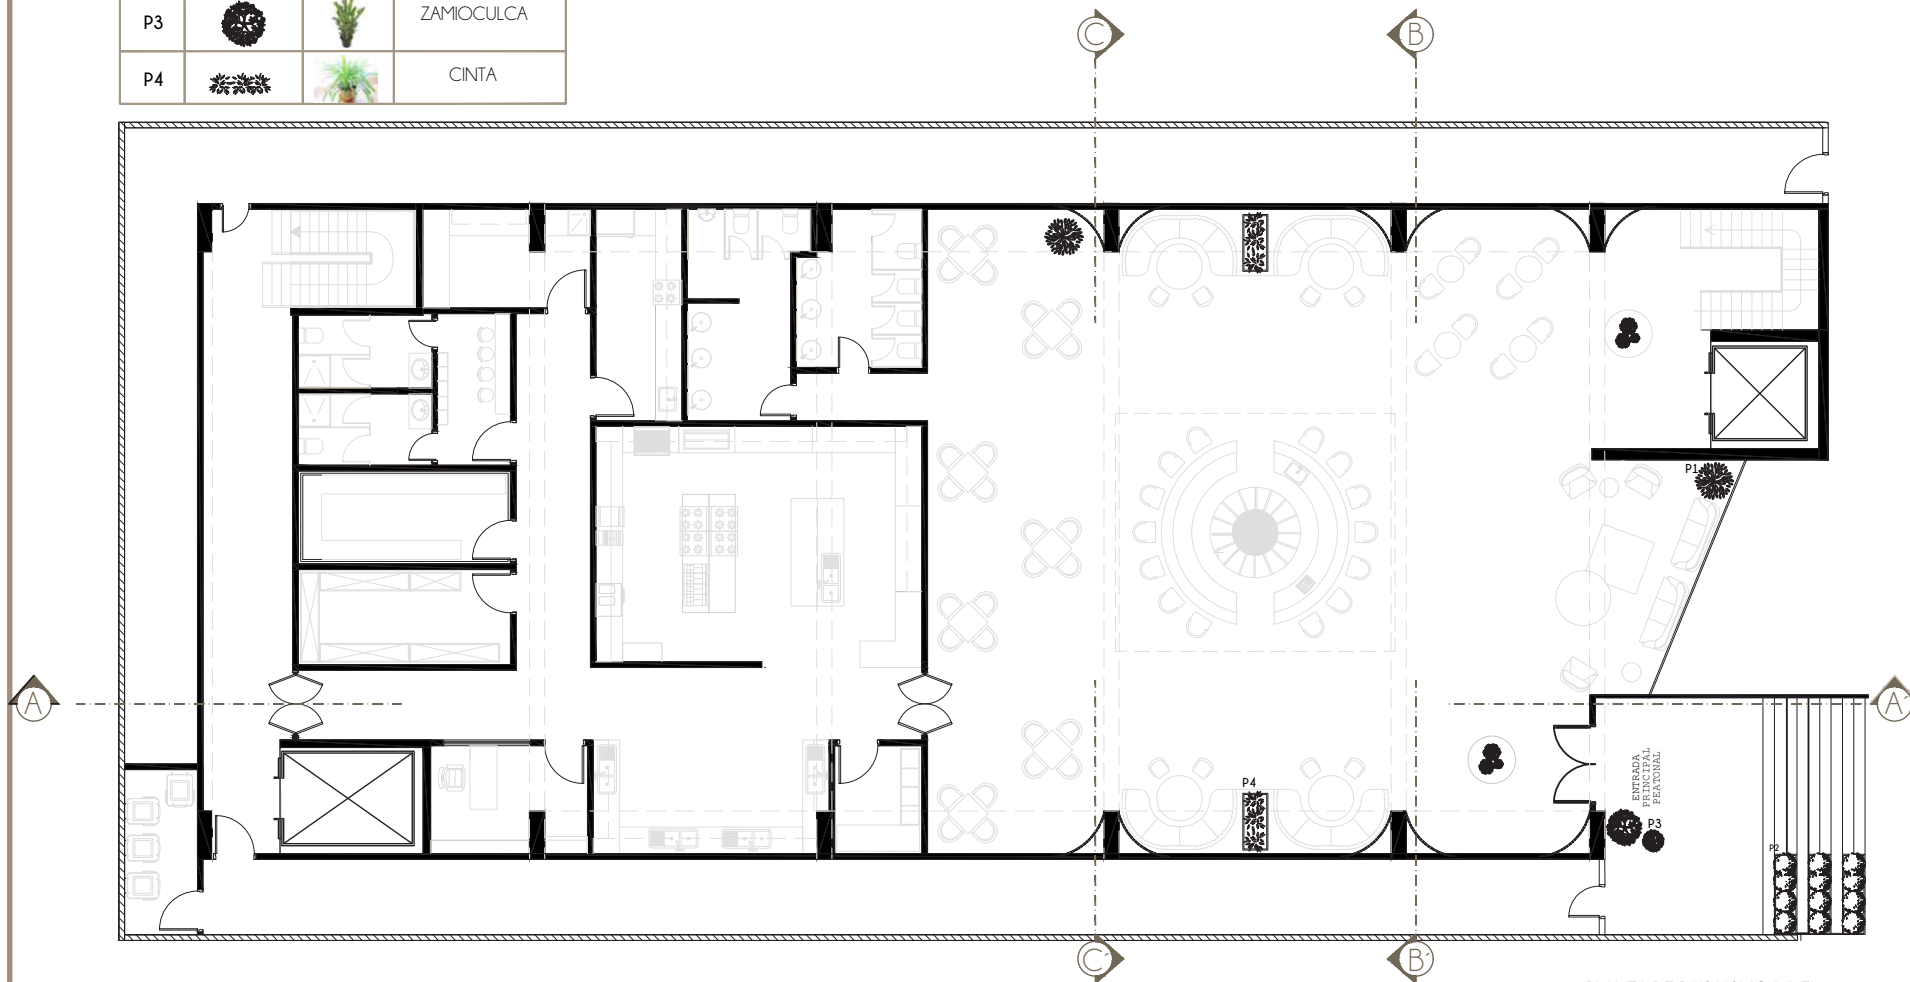 P3
ZAMIOCULCA
P4
CINTA
C
B
P1
A
A´
ENTRADA
PRINCIPAL
PEATONAL
P4
P3
P2
C´
B´